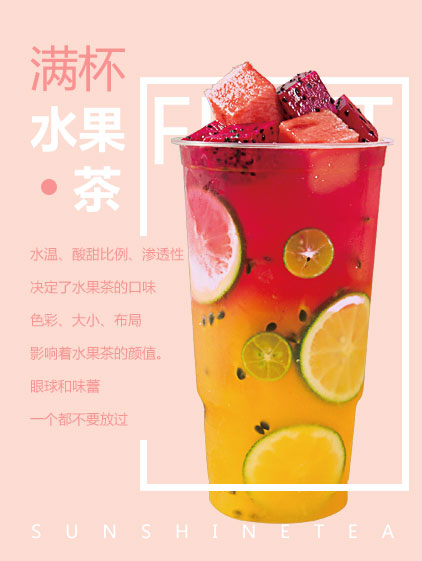 满杯
水果
茶
水温、酸甜比例、渗透性
决定了水果茶的口味
色彩、大小、布局
影响着水果茶的颜值。
眼球和味蕾
一个都不要放过
SUNSHINETEA